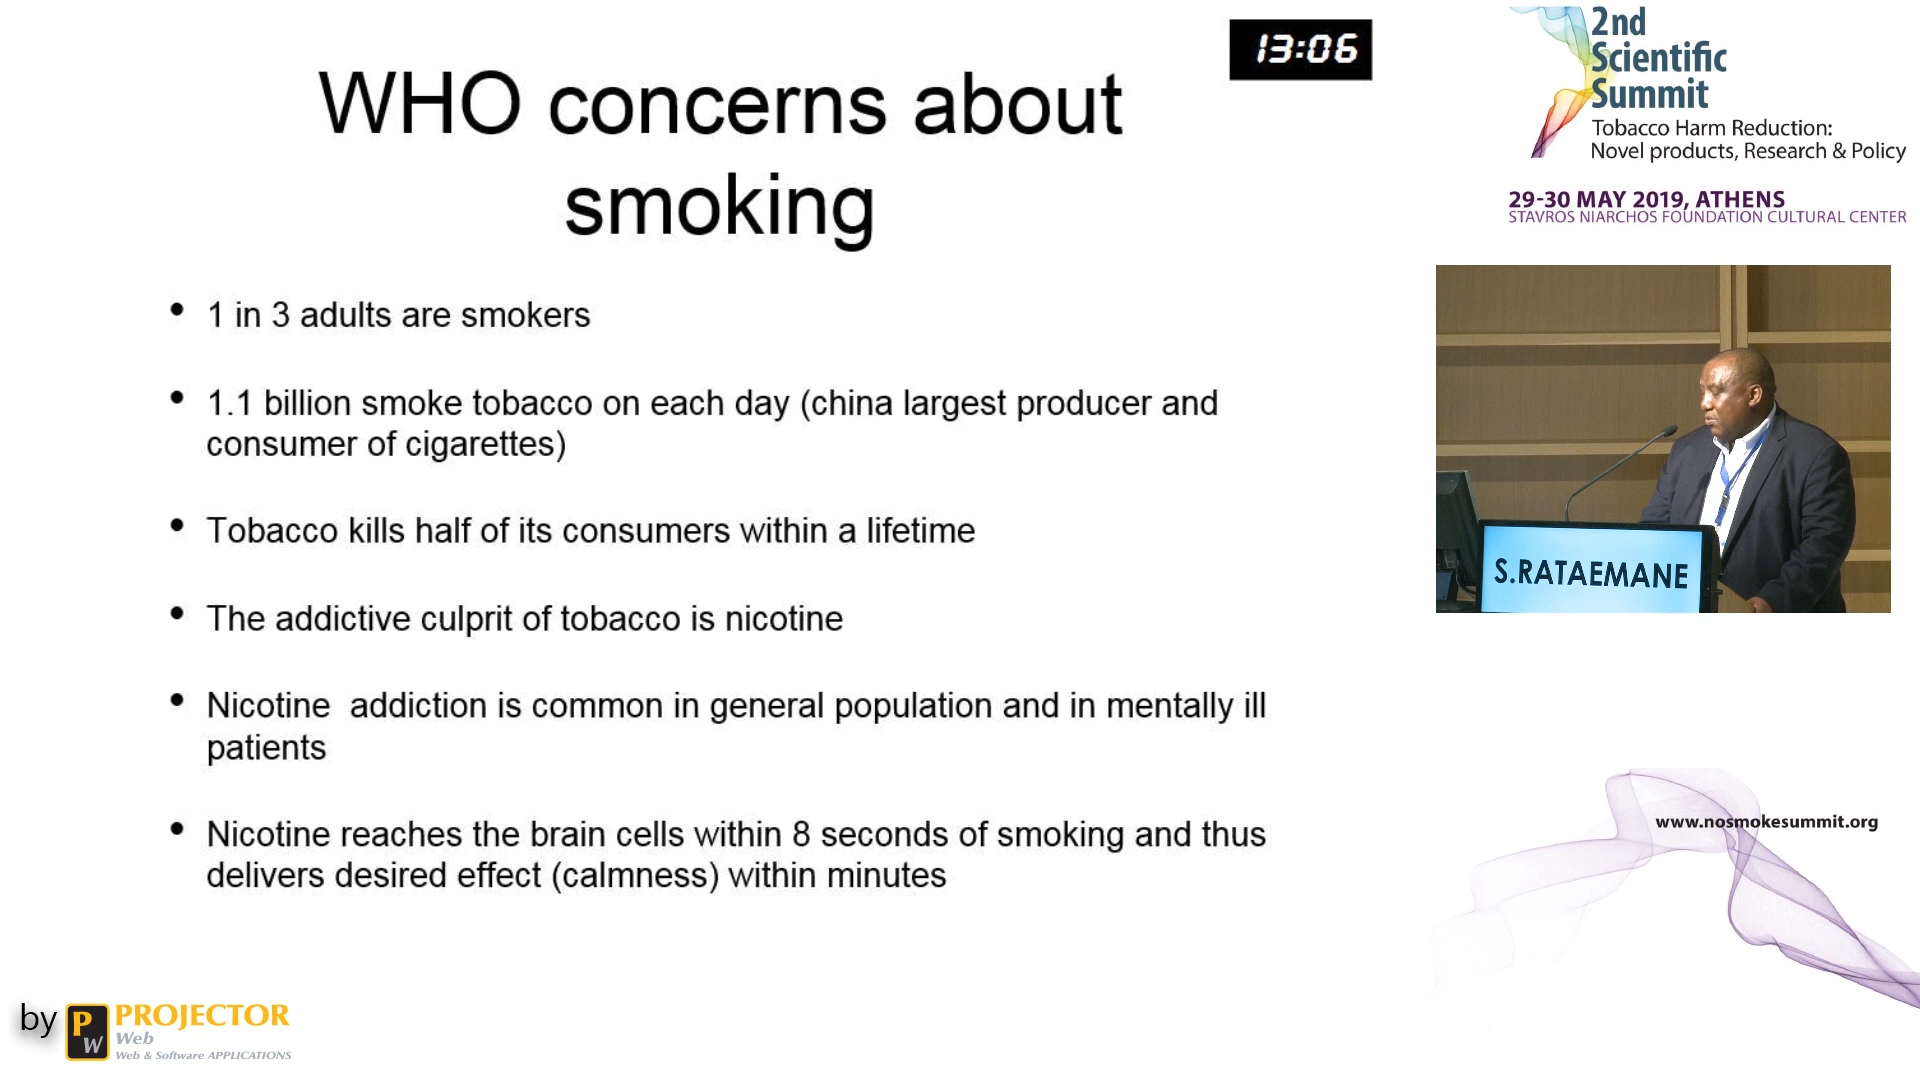 WHO concerns about
smoking
• 1 in 3 adults are smokers
• 1.1 billion smoke tobacco on each day (china largest producer and
consumer of cigarettes)
• Tobacco kills half of its consumers within a lifetime
• The addictive culprit of tobacco is nicotine
• Nicotine  addiction is common in general population and in mentally ill
patients
• Nicotine reaches the brain cells within 8 seconds of smoking and thus
delivers desired effect (calmness) within minutes
13:06
2nd
Scientific
Summit
Tobacco Harm Reduction:
Novel products, Research & Policy
29-30 MAY 2019, ATHENS
STAVROS NIARCHOS FOUNDATION CULTURAL CENTER
S.RATAEMANE
www.nosmokesummit.org
by PW PROJECTOR
Web
Web & Software APPLICATIONS